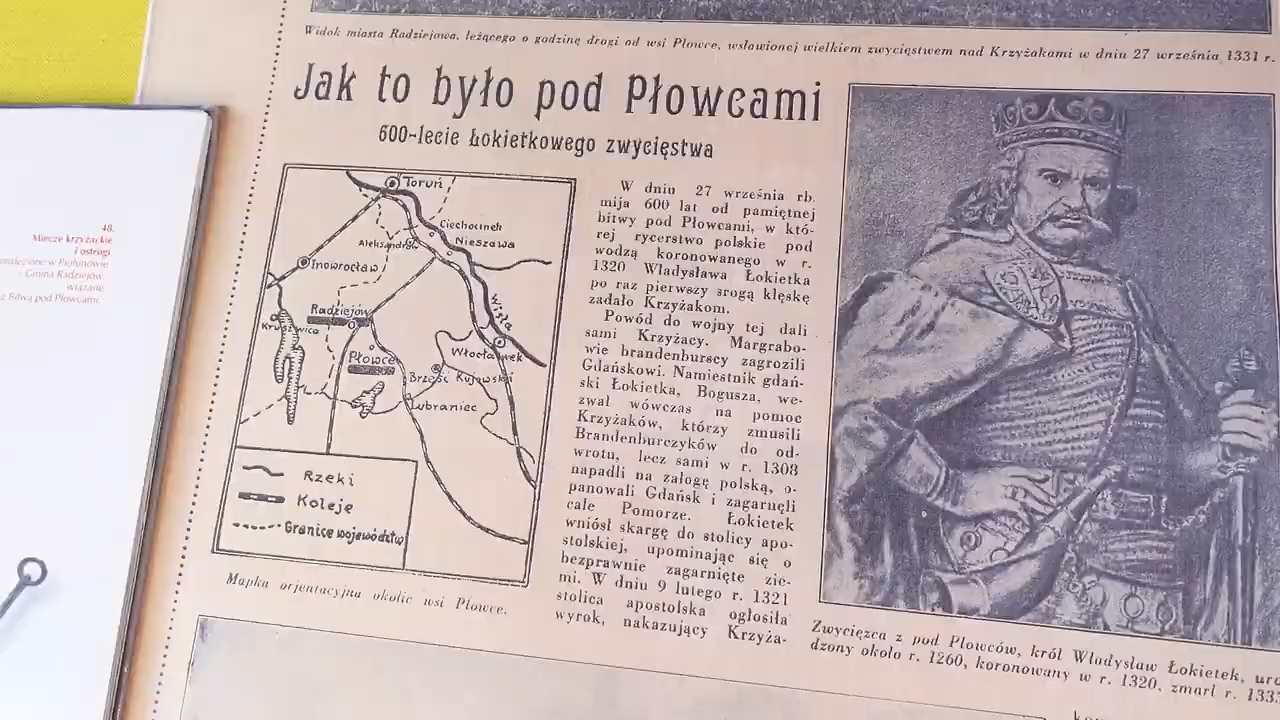 Widok miasta Radziejowa, leżącego o godzinę drogi od wsi Płowce, wsławionej wielkiem zwycięstwem nad Krzyżakami w dniu 27 września 1331 r.
Jak to było pod Płowcami
600-lecie Łokietkowego zwycięstwa
Toruń
Ciechocinek
Nieszawa
Inowrocław
Radziejów
Kruszwica
Wisła
Włocławek
Płowce
Brześć Kujawski
Lubraniec
Rzeki
Koleje
Granice województw
Mapka orjentacyjna okolic wsi Płowce.
W dniu 27 września rb.
mija 600 lat od pamiętnej
bitwy pod Płowcami, w któ-
rej rycerstwo polskie pod
wodzą koronowanego w r.
1320 Władysława Łokietka
po raz pierwszy srogą klęskę
zadało Krzyżakom.
Powód do wojny tej dali
sami Krzyżacy. Margrabo-
wie brandenburscy zagrozili
Gdańskowi. Namiestnik gdań-
ski Łokietka, Bogusza, we-
zwał wówczas na pomoc
Krzyżaków, którzy zmusili
Brandenburczyków do od-
wrotu, lecz sami w r. 1308
napadli na załogę polską, o-
panowali Gdańsk i zagarnęli
całe Pomorze. Łokietek
wniósł skargę do stolicy apo-
stolskiej, upominając się o
bezprawnie zagarnięte zie-
mi. W dniu 9 lutego r. 1321
stolica apostolska ogłosiła
wyrok, nakazujący Krzyża-
Zwycięzca z pod Płowców, król Władysław Łokietek, uro
dzony około r. 1260, koronowany w r. 1320, zmarł r. 133
48.
Miecze krzyżackie
i ostrogi
znalezione w Piołunowie
- Gmina Radziejów
wiązane
z Bitwą pod Płowcami.